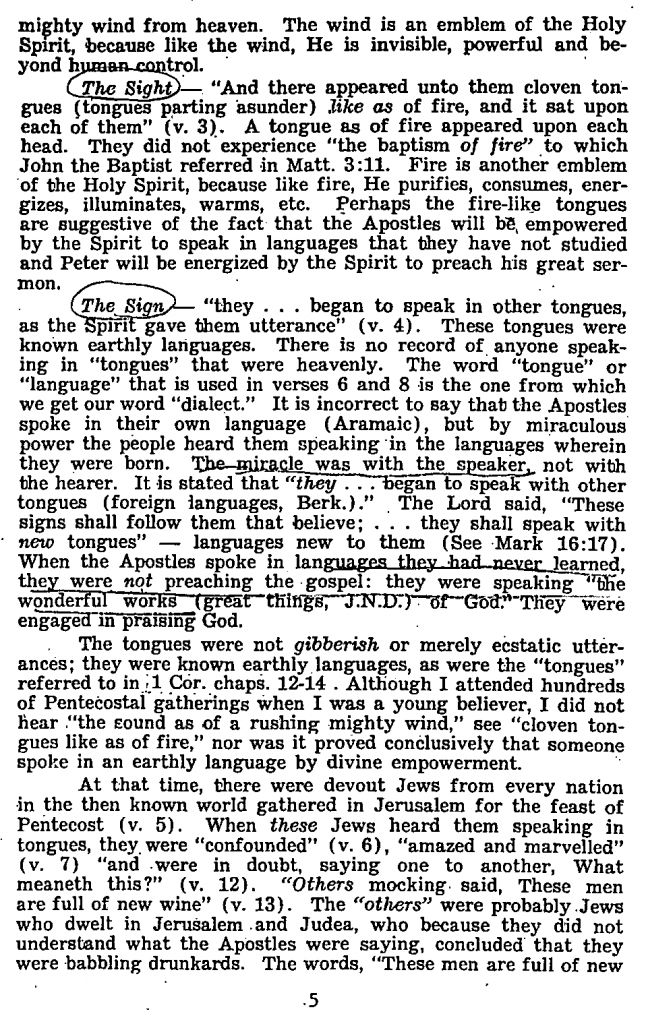 mighty wind from heaven. The wind is an emblem of the Holy
Spirit, because like the wind, He is invisible, powerful and be-
yond human control.
The Sight — "And there appeared unto them cloven ton-
gues (tongues parting asunder) like as of fire, and it sat upon
each of them" (v. 3). A tongue as of fire appeared upon each
head. They did not experience "the baptism of fire" to which
John the Baptist referred in Matt. 3:11. Fire is another emblem
of the Holy Spirit, because like fire, He purifies, consumes, ener-
gizes, illuminates, warms, etc. Perhaps the fire-like tongues
are suggestive of the fact that the Apostles will be empowered
by the Spirit to speak in languages that they have not studied
and Peter will be energized by the Spirit to preach his great ser-
mon.
The Sign — "they . . . began to speak in other tongues,
as the Spirit gave them utterance" (v. 4). These tongues were
known earthly languages. There is no record of anyone speak-
ing in "tongues" that were heavenly. The word "tongue" or
"language" that is used in verses 6 and 8 is the one from which
we get our word "dialect." It is incorrect to say that the Apostles
spoke in their own language (Aramaic), but by miraculous
power the people heard them speaking in the languages wherein
they were born. The miracle was with the speaker, not with
the hearer. It is stated that "they . . . began to speak with other
tongues (foreign languages, Berk.)." The Lord said, "These
signs shall follow them that believe; . . . they shall speak with
new tongues" — languages new to them (See Mark 16:17).
When the Apostles spoke in languages they had never learned,
they were not preaching the gospel: they were speaking "the
wonderful works (great things, J.N.D.) of God." They were
engaged in praising God.
The tongues were not gibberish or merely ecstatic utter-
ances; they were known earthly languages, as were the "tongues"
referred to in 1 Cor. chaps. 12-14 . Although I attended hundreds
of Pentecostal gatherings when I was a young believer, I did not
hear "the sound as of a rushing mighty wind," see "cloven ton-
gues like as of fire," nor was it proved conclusively that someone
spoke in an earthly language by divine empowerment.
At that time, there were devout Jews from every nation
in the then known world gathered in Jerusalem for the feast of
Pentecost (v. 5). When these Jews heard them speaking in
tongues, they were "confounded" (v. 6), "amazed and marvelled"
(v. 7) "and were in doubt, saying one to another, What
meaneth this?" (v. 12). "Others mocking said, These men
are full of new wine" (v. 13). The "others" were probably Jews
who dwelt in Jerusalem and Judea, who because they did not
understand what the Apostles were saying, concluded that they
were babbling drunkards. The words, "These men are full of new
5